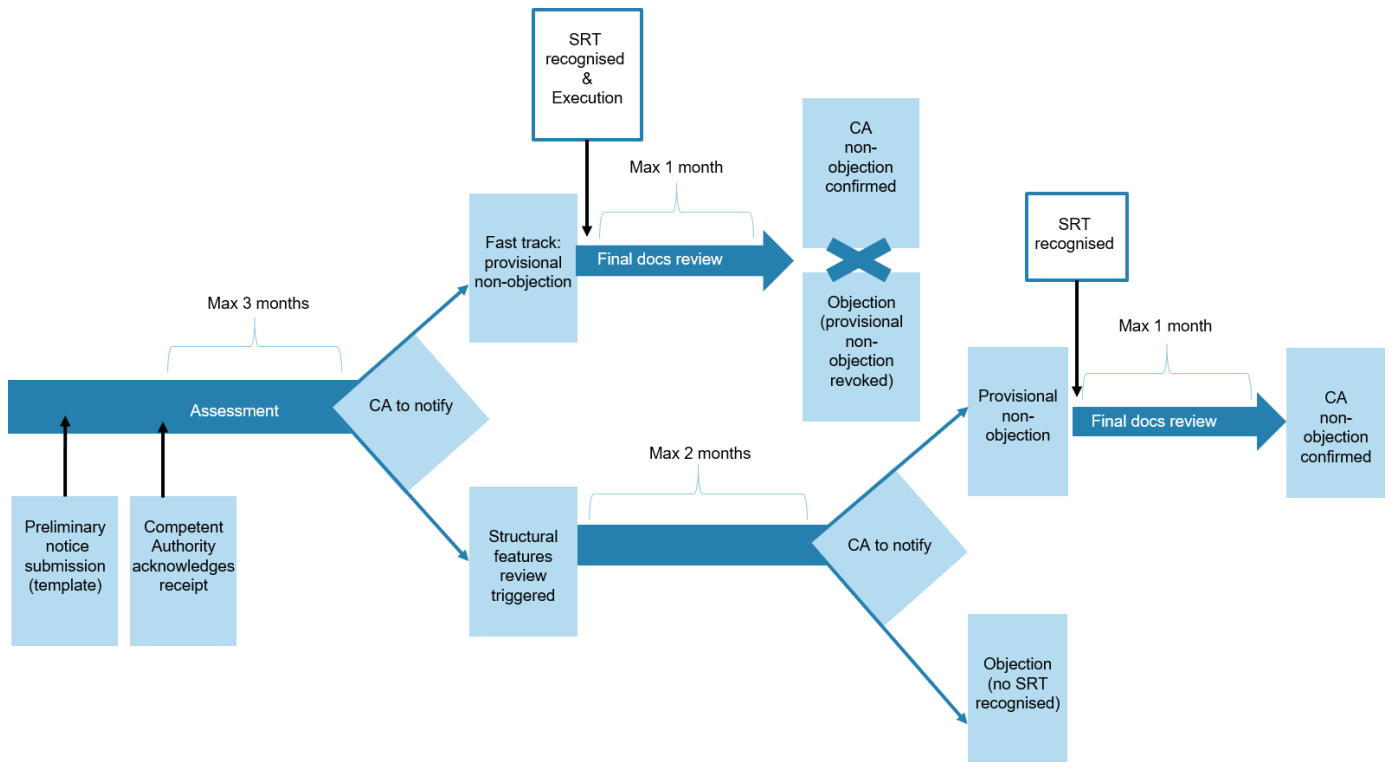 SRT
recognised
&
Execution
CA
non-
objection
confirmed
Max 1 month
SRT
recognised
Fast track:
provisional
non-objection
Final docs review
Max 3 months
Objection
(provisional
non-
objection
revoked)
Max 1 month
Assessment
CA to notify
Provisional
non-
objection
Final docs review
CA
non-
objection
confirmed
Max 2 months
Preliminary
notice
submission
(template)
Competent
Authority
acknowledges
receipt
Structural
features
review
triggered
CA to notify
Objection
(no SRT
recognised)